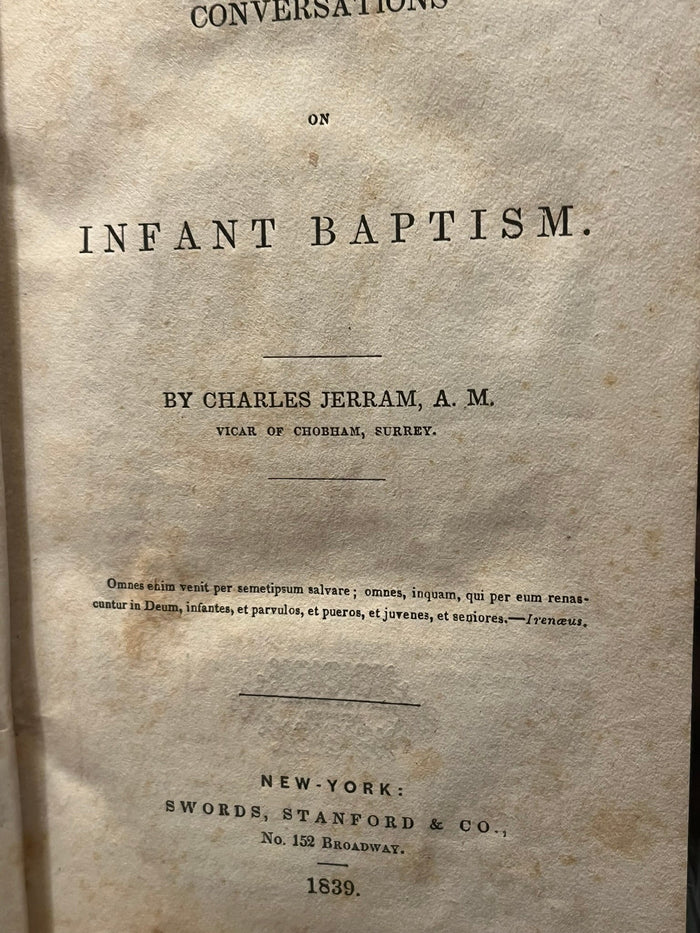 CONVERSATIONS
ON
INFANT BAPTISM.
BY CHARLES JERRAM, A. M.
VICAR OF CHOBHAM, SURREY.
Omnes enim venit per semetipsum salvare; omnes, inquam, qui per eum renas-
cuntur in Deum, infantes, et parvulos, et pueros, et juvenes, et seniores.—Irenæus.
NEW-YORK:
SWORDS, STANFORD & CO.,
No. 152 BROADWAY.
1839.